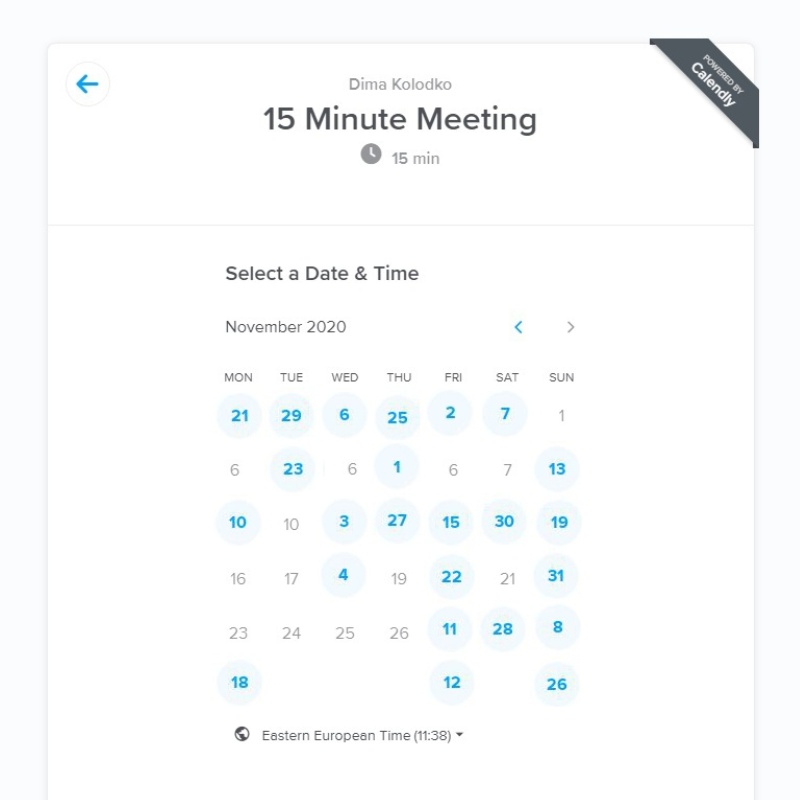 POWERED BY
Calendly
Dima Kolodko
15 Minute Meeting
15 min
Select a Date & Time
November 2020
MON TUE WED THU FRI SAT SUN
21 29 6 25 2 7 1
6 23 6 1 6 7 13
10 10 3 27 15 30 19
16 17 4 19 22 21 31
23 24 25 26 11 28 8
18 12 26
Eastern European Time (11:38)